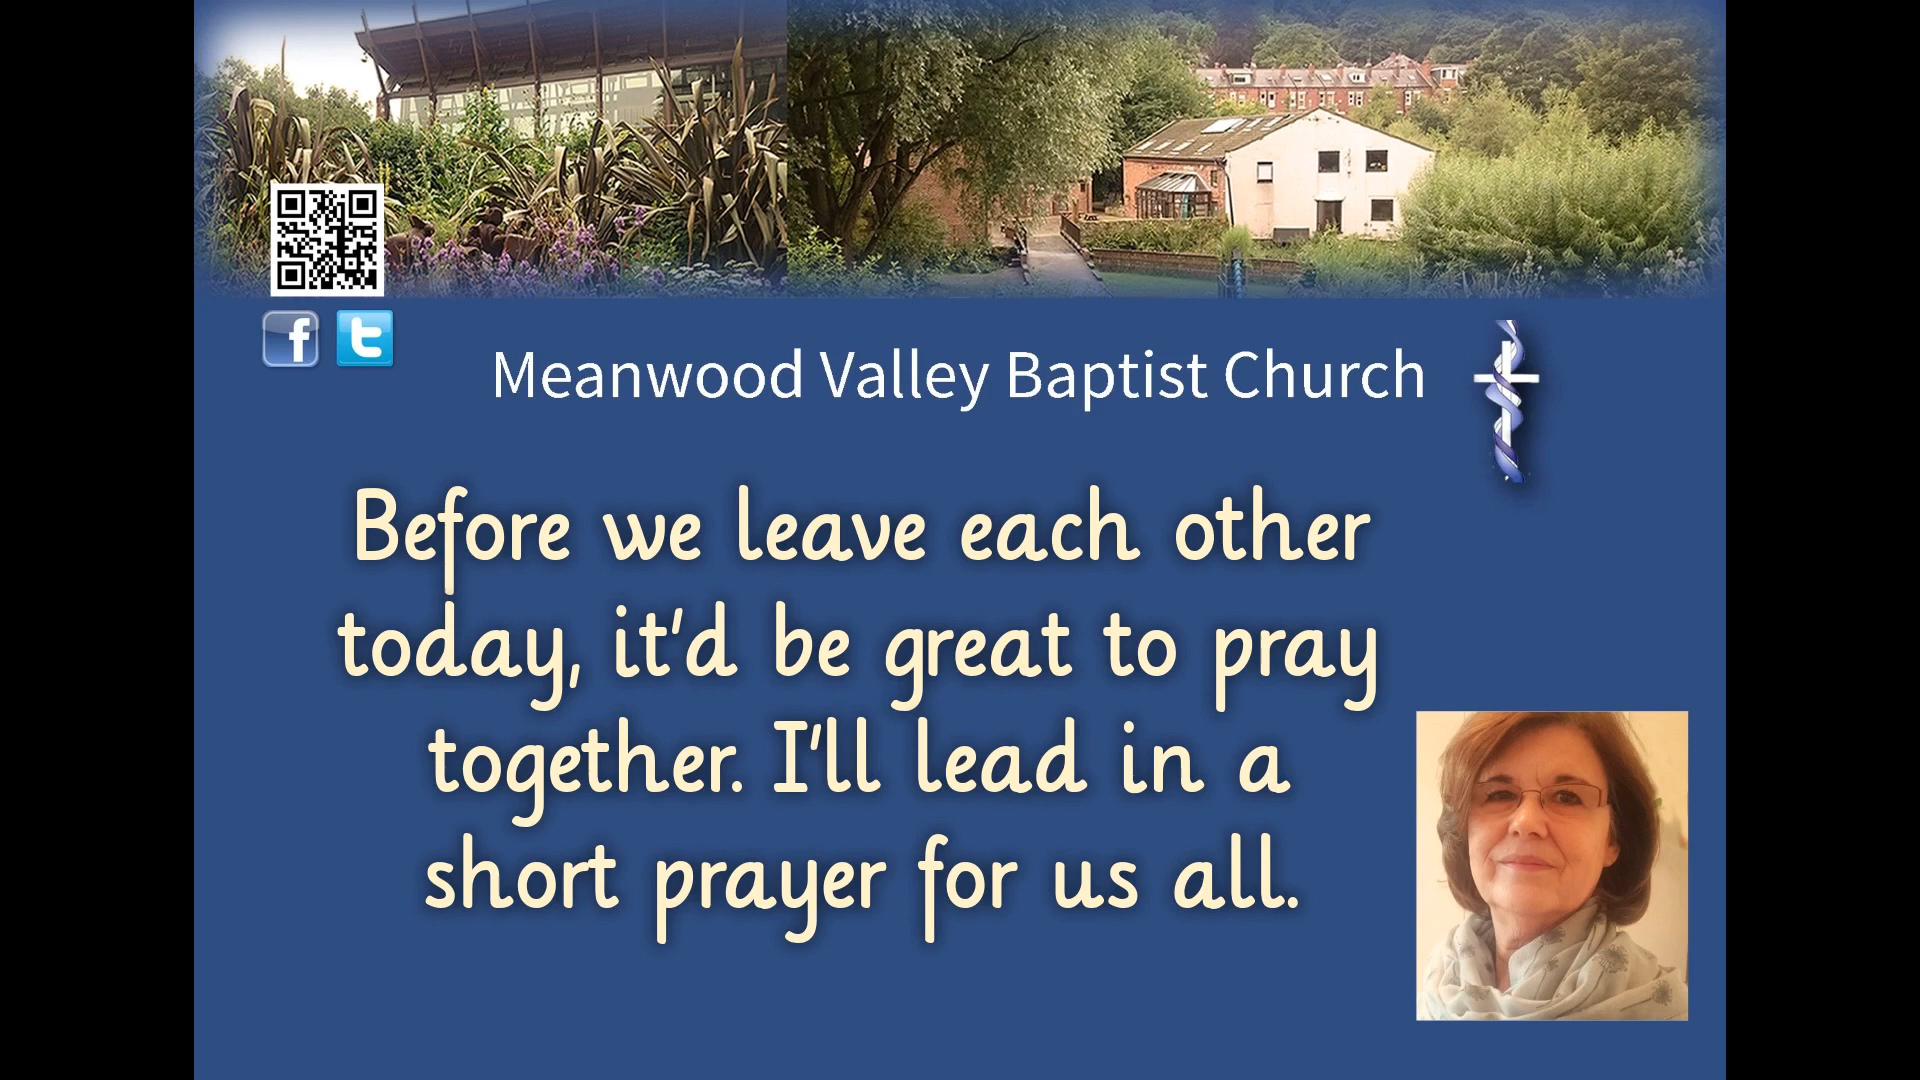 Meanwood Valley Baptist Church
Before we leave each other
today, it'd be great to pray
together. I'll lead in a
short prayer for us all.